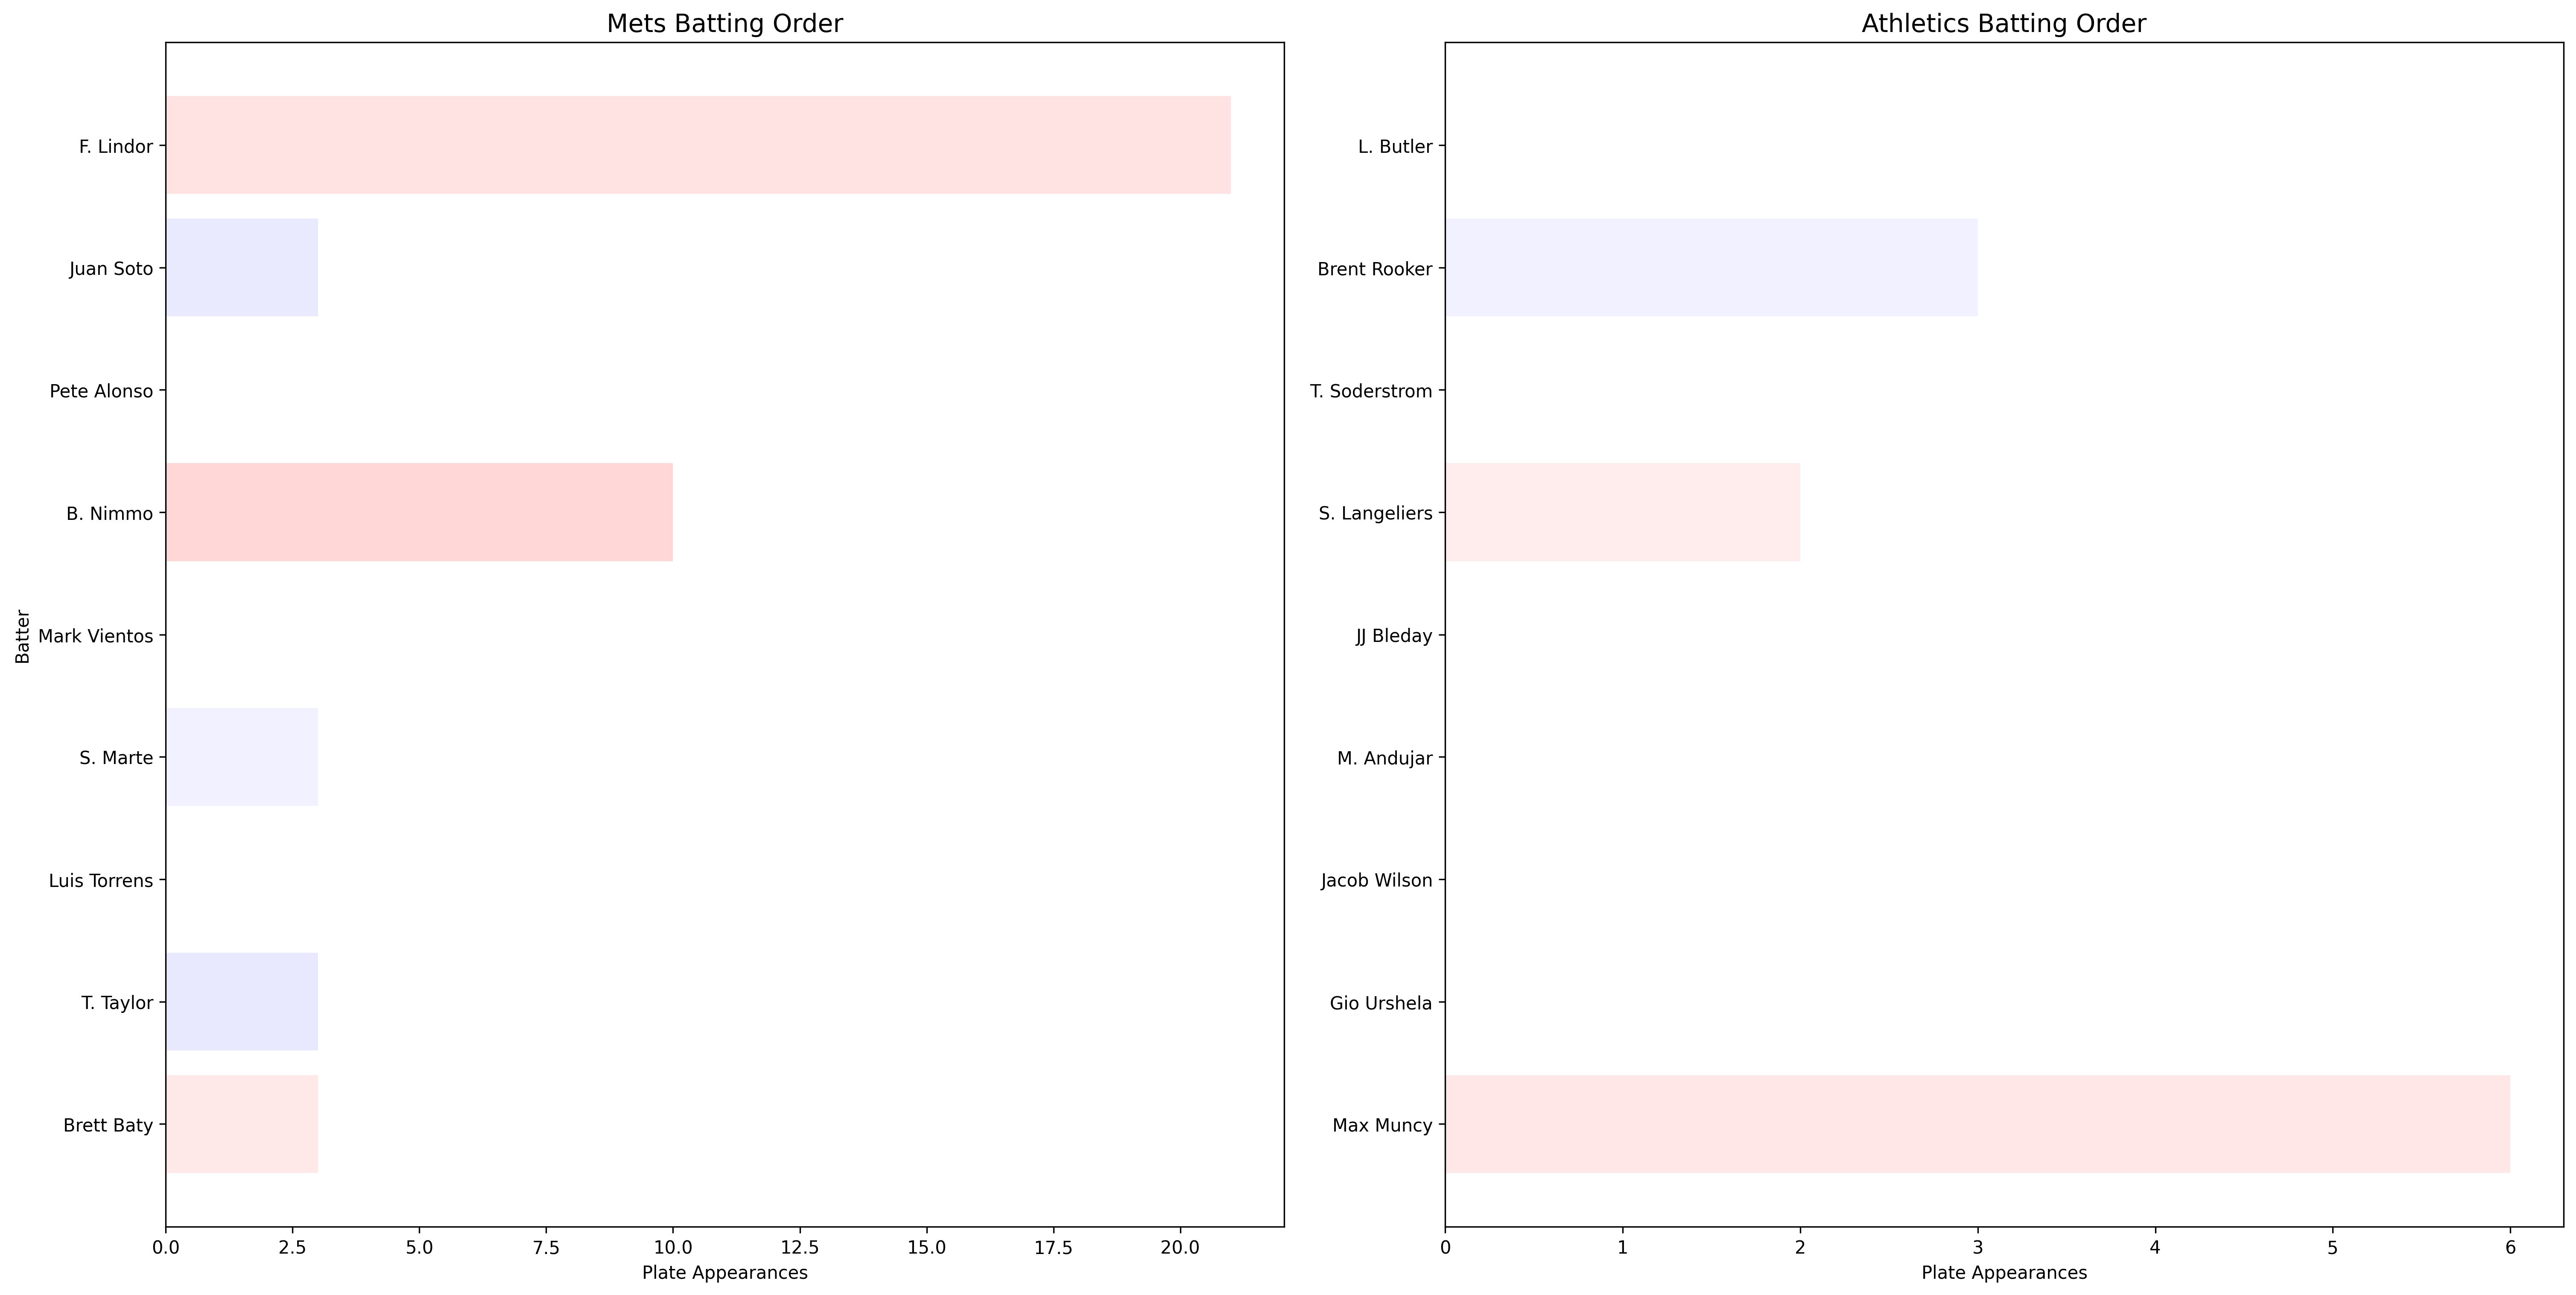 Mets Batting Order
F. Lindor
Juan Soto
Pete Alonso
B. Nimmo
Mark Vientos
S. Marte
Luis Torrens
T. Taylor
Brett Baty
Batter
0.0 2.5 5.0 7.5 10.0 12.5 15.0 17.5 20.0
Plate Appearances
Athletics Batting Order
L. Butler
Brent Rooker
T. Soderstrom
S. Langeliers
JJ Bleday
M. Andujar
Jacob Wilson
Gio Urshela
Max Muncy
0 1 2 3 4 5 6
Plate Appearances